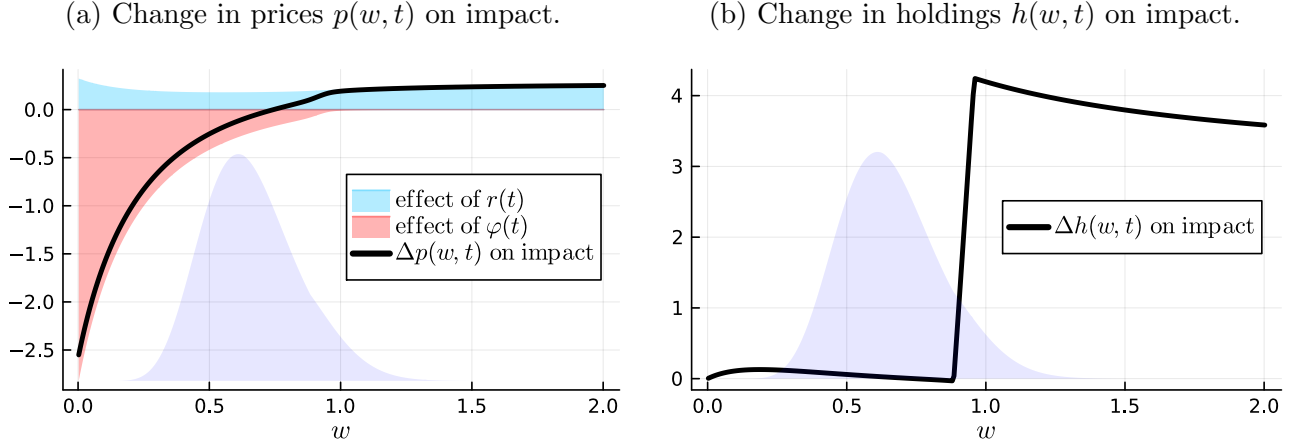 (a) Change in prices p(w, t) on impact.
0.0
−0.5
−1.0
−1.5
−2.0
−2.5
effect of r(t)
effect of φ(t)
Δp(w, t) on impact
0.0 0.5 1.0 1.5 2.0
w
(b) Change in holdings h(w, t) on impact.
4
3
2
1
0
Δh(w, t) on impact
0.0 0.5 1.0 1.5 2.0
w